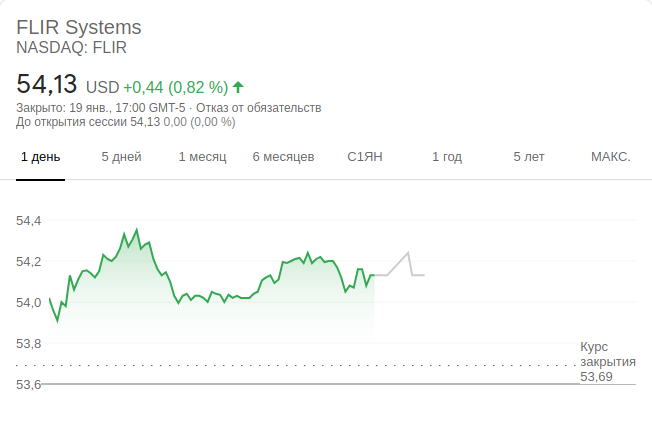 FLIR Systems
NASDAQ: FLIR
54,13 USD +0,44 (0,82 %)
Закрыто: 19 янв., 17:00 GMT-5 · Отказ от обязательств
До открытия сессии 54,13 0,00 (0,00 %)
1 день 5 дней 1 месяц 6 месяцев С1ЯН 1 год 5 лет МАКС.
54,4
54,2
54,0
53,8
Курс
закрытия
53,69
53,6